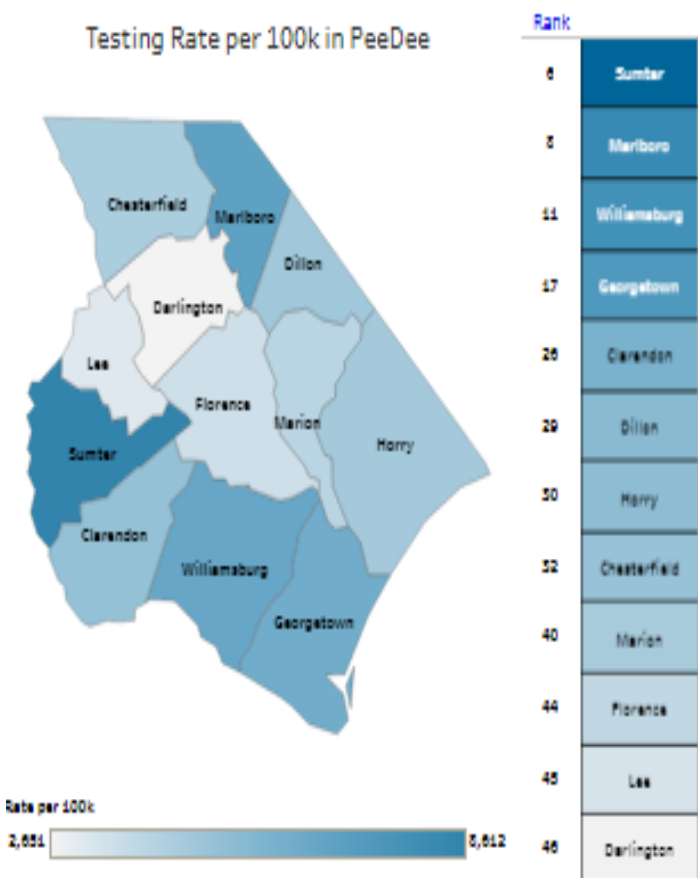 Testing Rate per 100k in PeeDee
Chesterfield
Marlboro
Dillon
Darlington
Lee
Florence
Marion
Horry
Sumter
Clarendon
Williamsburg
Georgetown
Rate per 100k
Rank
6 Sumter
8 Marlboro
11 Williamsburg
17 Georgetown
Clarendon
29 Dillon
30 Horry
32 Chesterfield
40 Marion
44 Florence
45 Lee
46 Darlington